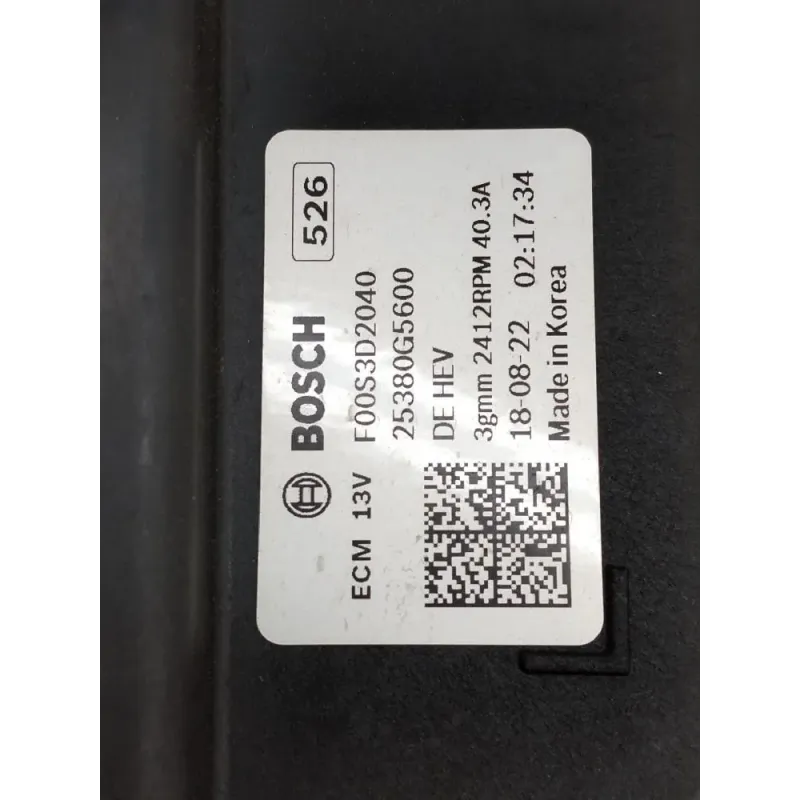 BOSCH 526
ECM 13V F00S3D2040
25380G5600
DE HEV
3gmm 2412RPM 40.3A
18-08-22 02:17:34
Made in Korea